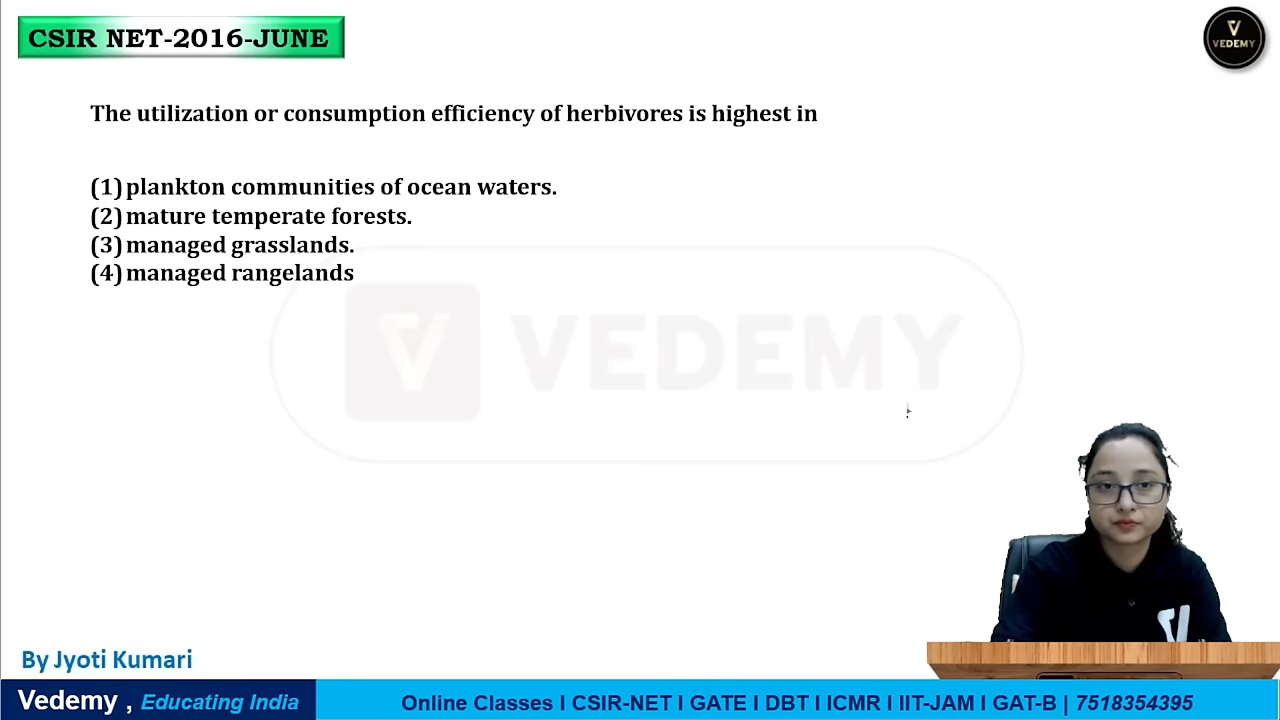 CSIR NET-2016-JUNE
VEDEMY
The utilization or consumption efficiency of herbivores is highest in
(1) plankton communities of ocean waters.
(2) mature temperate forests.
(3) managed grasslands.
(4) managed rangelands
VEDEMY
By Jyoti Kumari
Vedemy , Educating India
Online Classes I CSIR-NET I GATE I DBT I ICMR I IIT-JAM I GAT-B | 7518354395